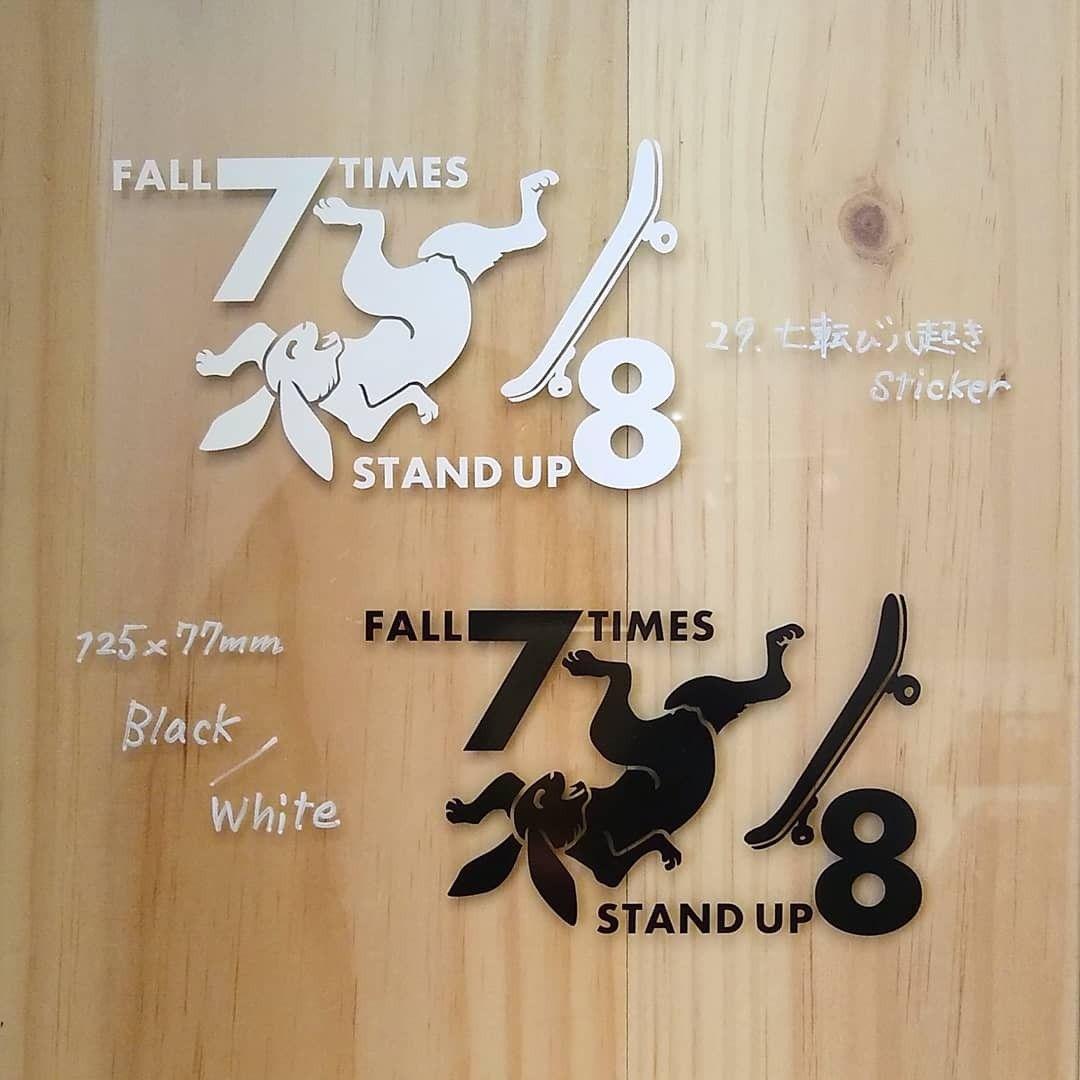 FALL 7 TIMES
STAND UP 8
29. 七転び八起き
Sticker
125×77mm
Black
/
White
FALL 7 TIMES
STAND UP 8